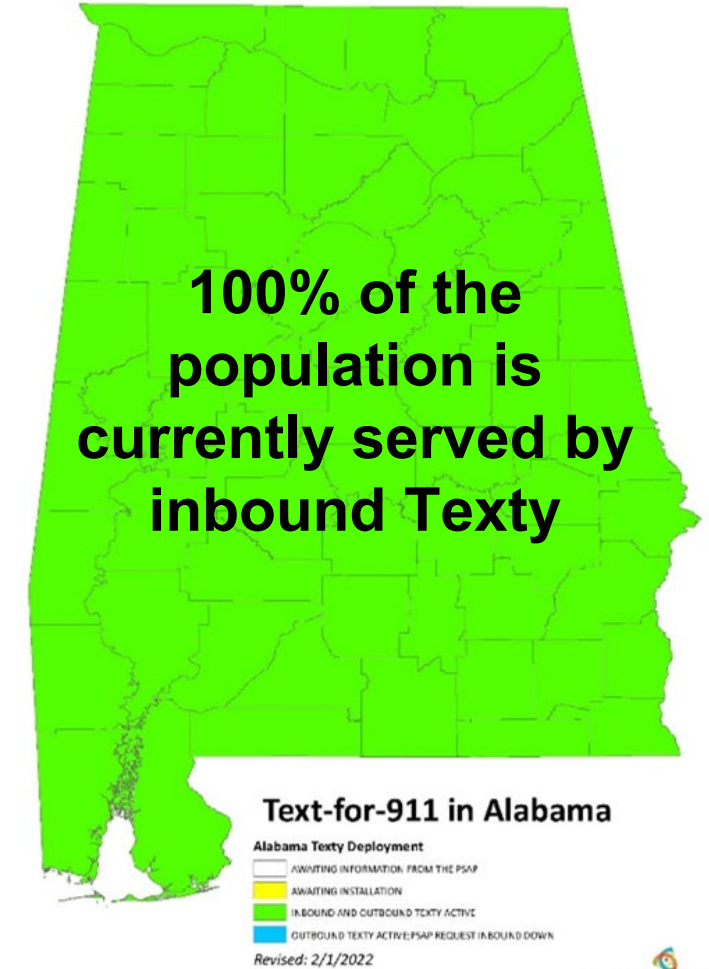 100% of the
population is
currently served by
inbound Texty
Text-for-911 in Alabama
Alabama Texty Deployment
AWAITING INFORMATION FROM THE PSAP
AWAITING INSTALLATION
INBOUND AND OUTBOUND TEXTY ACTIVE
OUTBOUND TEXTY ACTIVE;PSAP REQUEST INBOUND DOWN
Revised: 2/1/2022